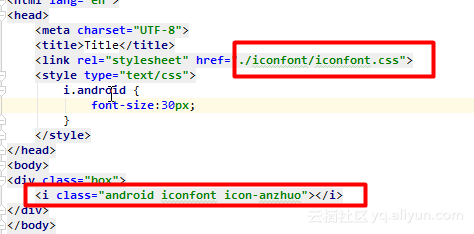 <html lang="en">
<head>
<meta charset="UTF-8">
<title>Title</title>
<link rel="stylesheet" href="./iconfont/iconfont.css">
<style type="text/css">
i.android {
font-size:30px;
}
</style>
</head>
<body>
<div class="box">
<i class="android iconfont icon-anzhuo"></i>
</div>
</body>
云栖社区 yq.aliyun.com